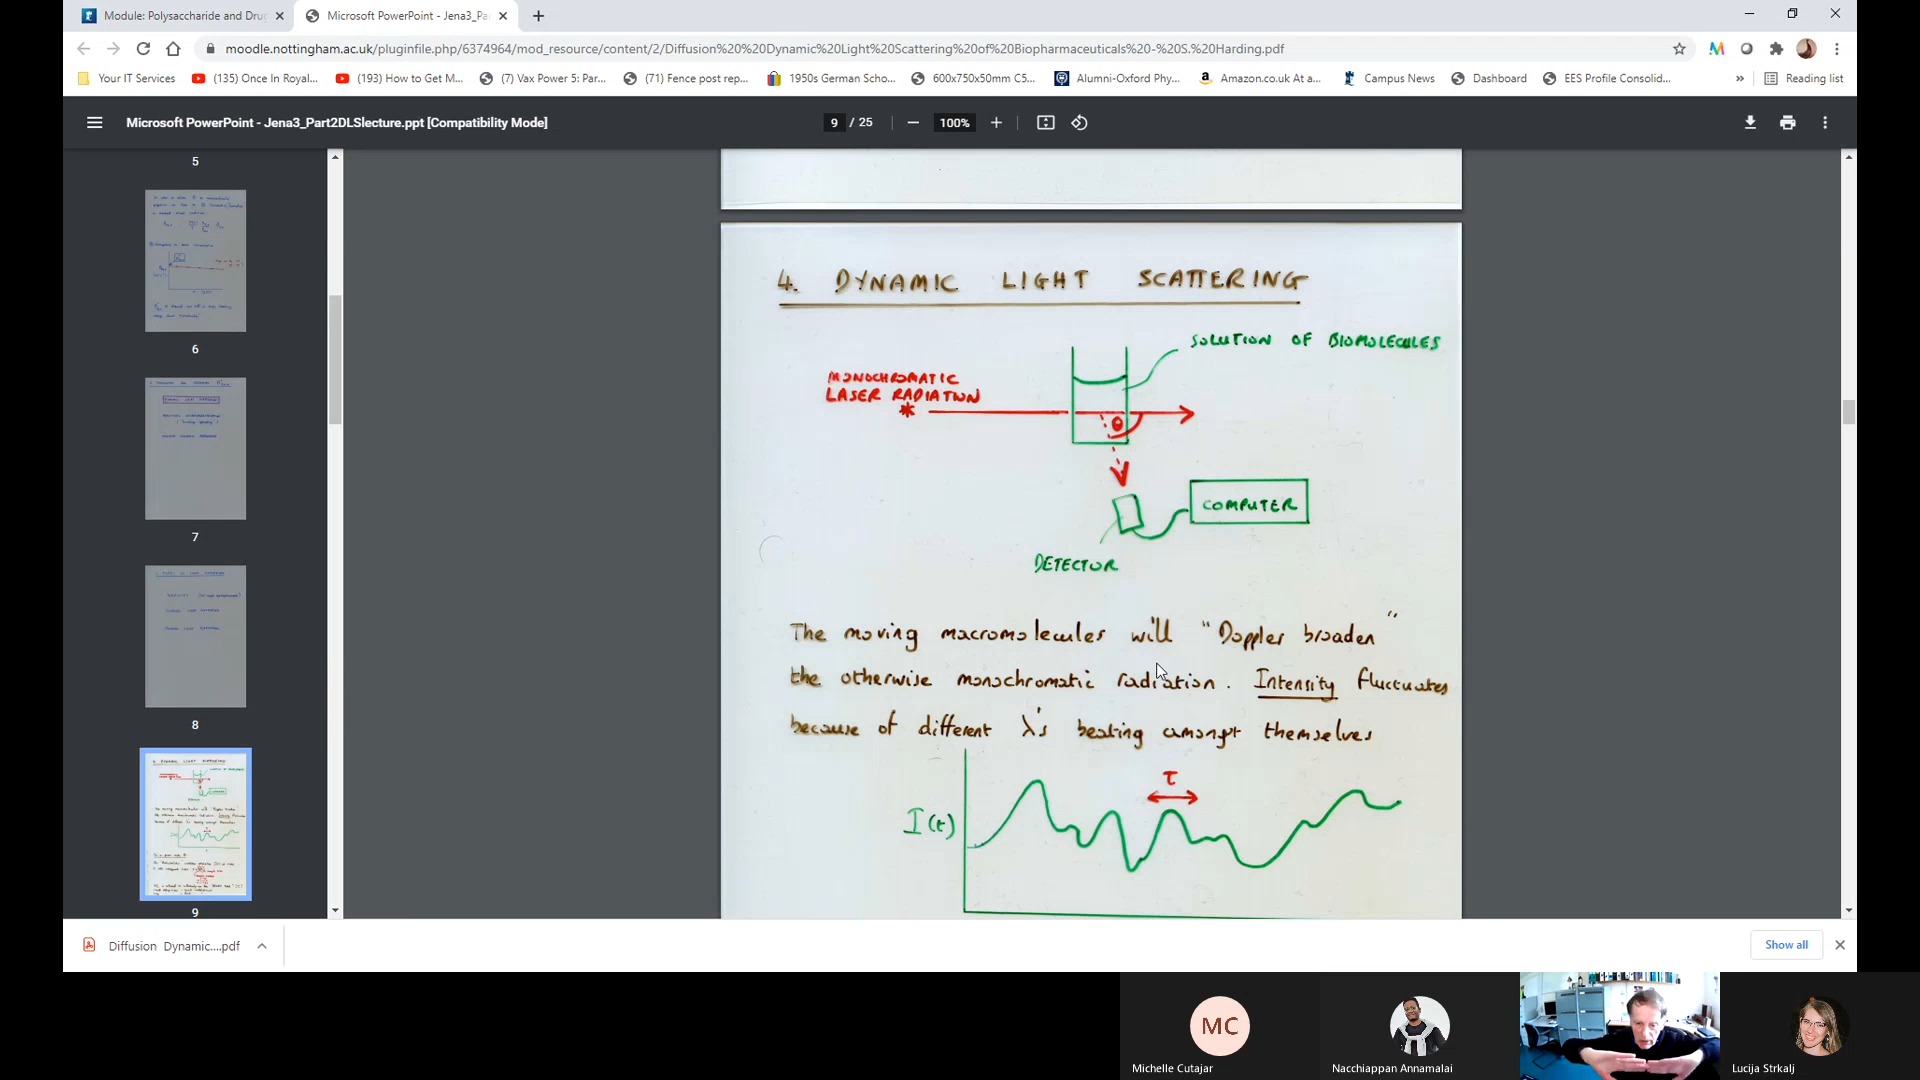 Module: Polysaccharide and Dru
Microsoft PowerPoint - Jena3_Pa
moodle.nottingham.ac.uk/pluginfile.php/6374964/mod_resource/content/2/Diffusion%20%20Dynamic%20Light%20Scattering%20of%20Biopharmaceuticals%20-%20S.%20Harding.pdf
Your IT Services
(135) Once In Royal...
(193) How to Get M...
(7) Vax Power 5: Par...
(71) Fence post rep...
1950s German Scho...
600x750x50mm C5...
Alumni-Oxford Phy...
Amazon.co.uk At a...
Campus News
Dashboard
EES Profile Consolid...
»
Reading list
Microsoft PowerPoint - Jena3_Part2DLSlecture.ppt [Compatibility Mode]
9 / 25
100%
5
6
7
8
9
4. DYNAMIC LIGHT SCATTERING
SOLUTION OF BIOMOLECULES
MONOCHROMATIC
LASER RADIATION
θ
COMPUTER
DETECTOR
The moving macromolecules will "Doppler broaden"
the otherwise monochromatic radiation. Intensity fluctuates
because of different λ's beating amongst themselves
τ
I(t)
Diffusion Dynamic....pdf
Show all
MC
Michelle Cutajar
Nacchiappan Annamalai
Lucija Strkalj